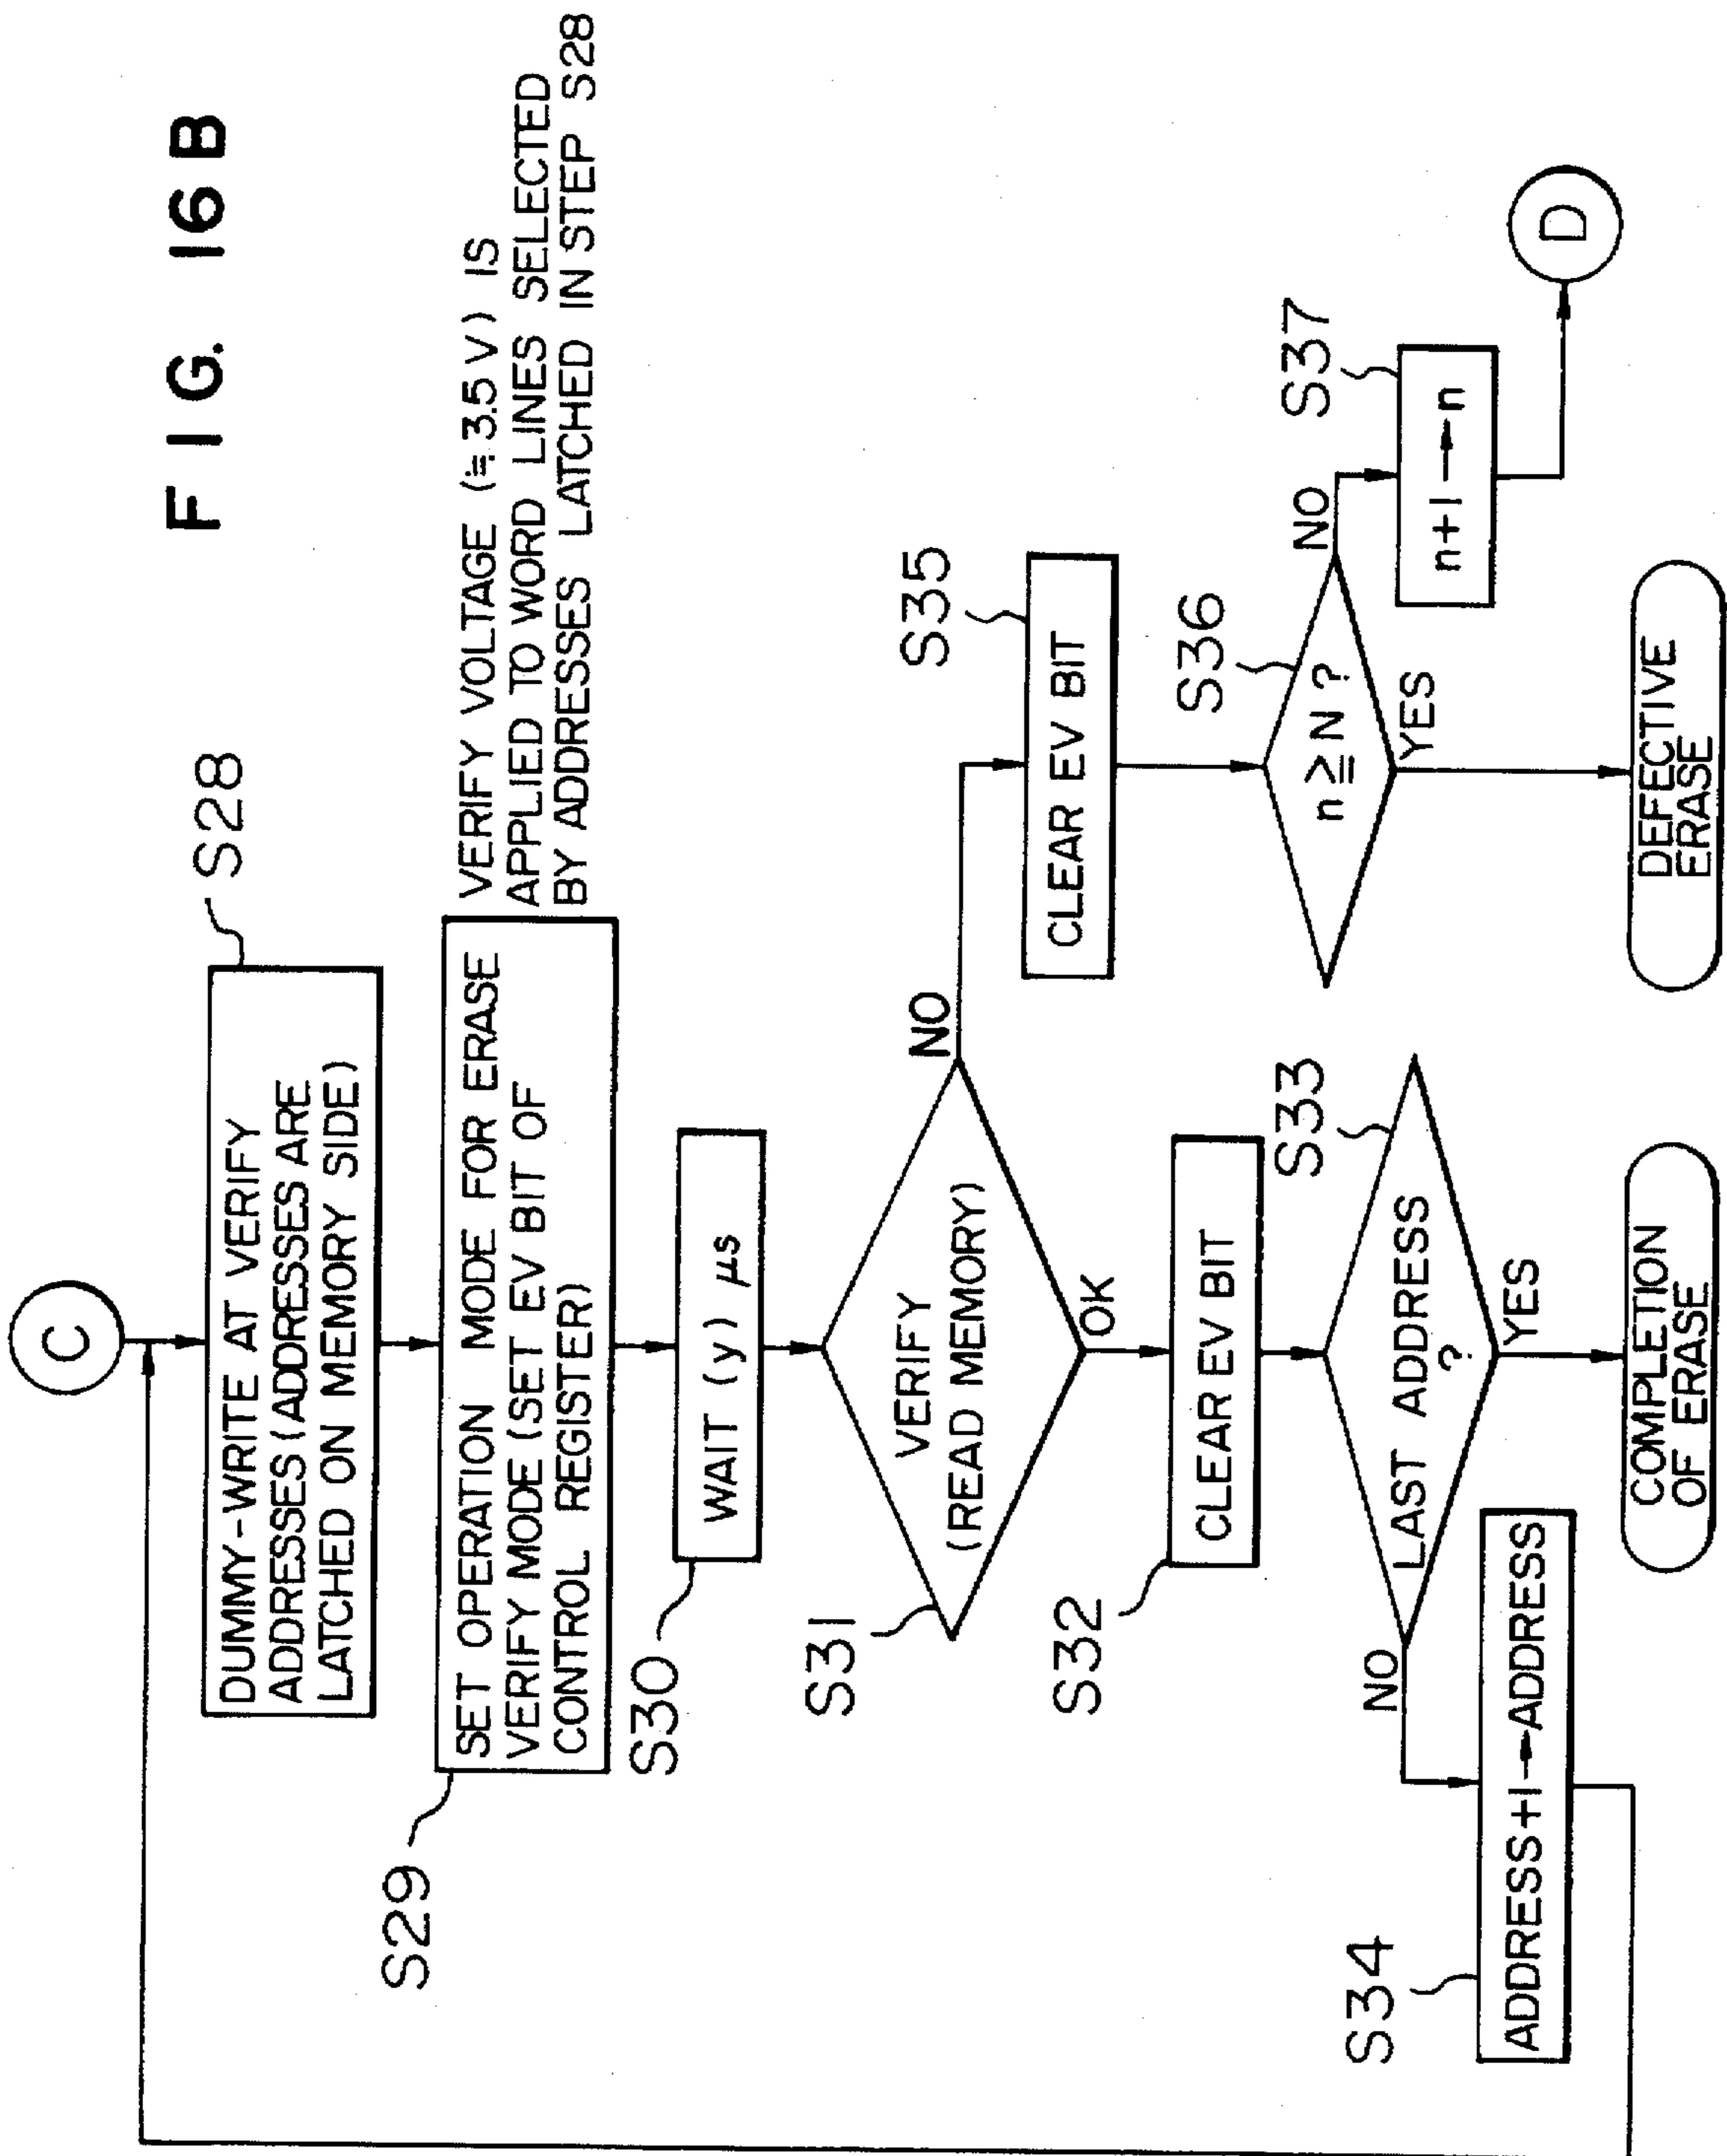 FIG. 16B
C
S28
DUMMY-WRITE AT VERIFY
ADDRESSES (ADDRESSES ARE
LATCHED ON MEMORY SIDE)
S29
SET OPERATION MODE FOR ERASE
VERIFY MODE (SET EV BIT OF
CONTROL REGISTER)
VERIFY VOLTAGE (≒3.5 V) IS
APPLIED TO WORD LINES SELECTED
BY ADDRESSES LATCHED IN STEP S28
S30
WAIT (y) μs
S31
VERIFY
(READ MEMORY)
NO
OK
S32
CLEAR EV BIT
S35
CLEAR EV BIT
S33
LAST ADDRESS
?
NO
YES
S36
n ≧ N ?
NO
YES
S37
n+1 → n
D
S34
ADDRESS+1→ADDRESS
COMPLETION
OF ERASE
DEFECTIVE
ERASE